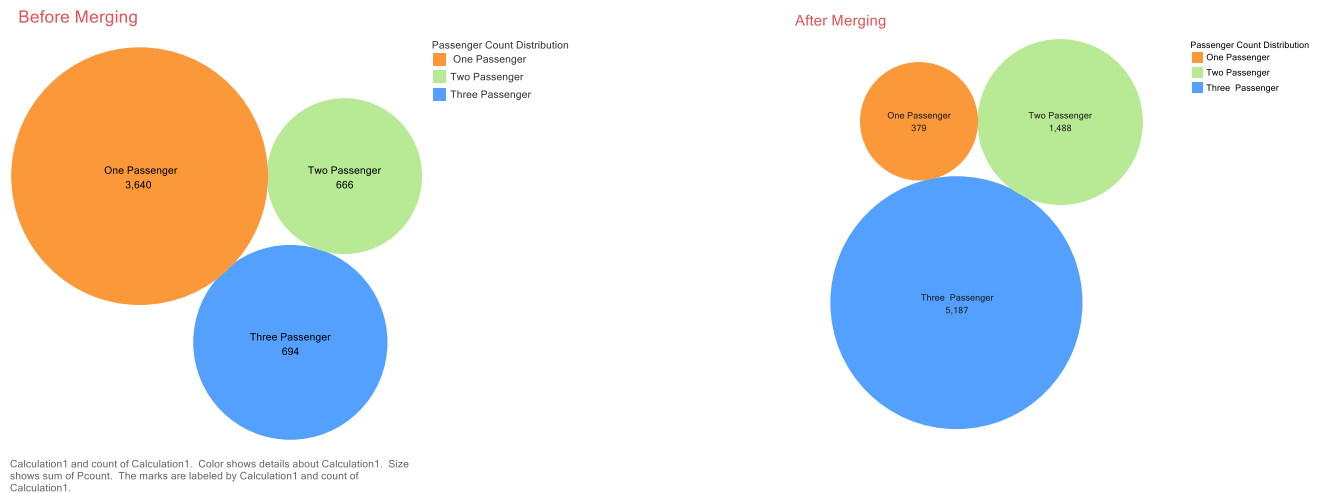 Before Merging
Passenger Count Distribution
One Passenger
Two Passenger
Three Passenger
One Passenger
3,640
Two Passenger
666
Three Passenger
694
Calculation1 and count of Calculation1.  Color shows details about Calculation1.  Size
shows sum of Pcount.  The marks are labeled by Calculation1 and count of
Calculation1.
After Merging
Passenger Count Distribution
One Passenger
Two Passenger
Three  Passenger
One Passenger
379
Two Passenger
1,488
Three  Passenger
5,187